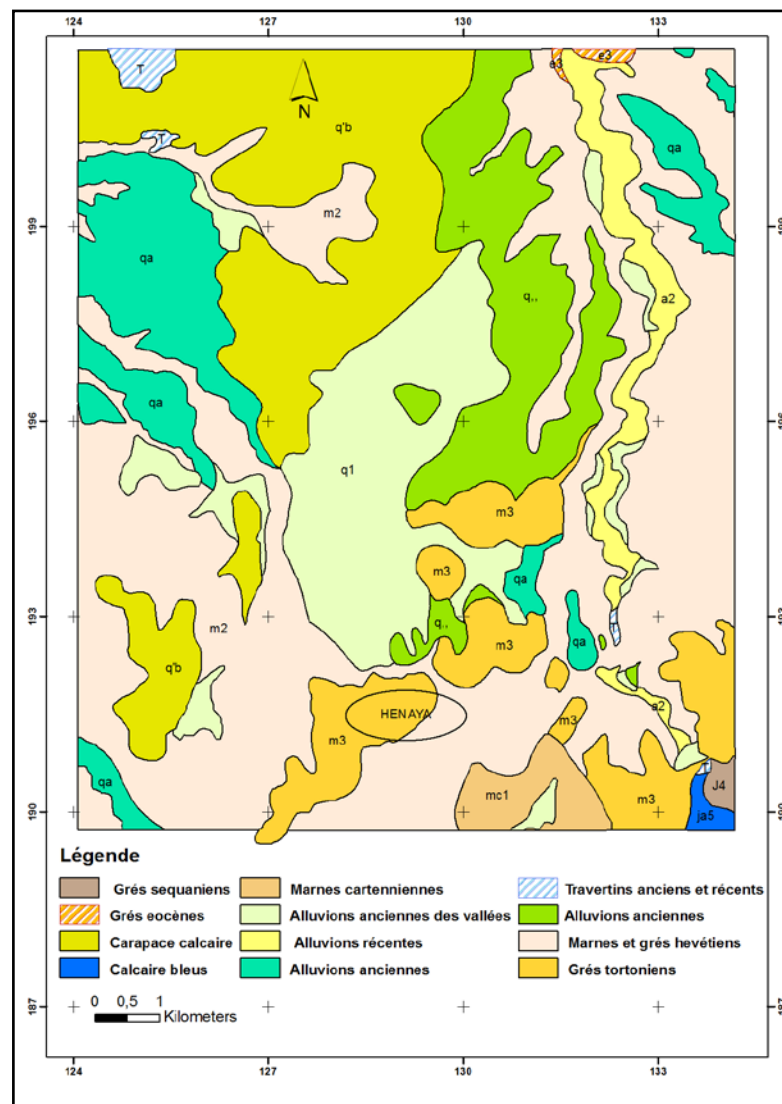 124 127 130 133
e3 e3
T
N
q'b
T
qa
m2
199 199
qa
q,,
a2
196 196
qa
q1
m3
m3
qa
193 193
q,,
m3
T
m2
qa
q'b
HENAYA
a2
m3
m3
T
qa
J4
mc1
m3
190 190
ja5
Légende
Grés sequaniens Marnes cartenniennes Travertins anciens et récents
Grés eocènes Alluvions anciennes des vallées Alluvions anciennes
Carapace calcaire Alluvions récentes Marnes et grés hevétiens
Calcaire bleus Alluvions anciennes Grés tortoniens
0 0,5 1
Kilometers
187 187
124 127 130 133